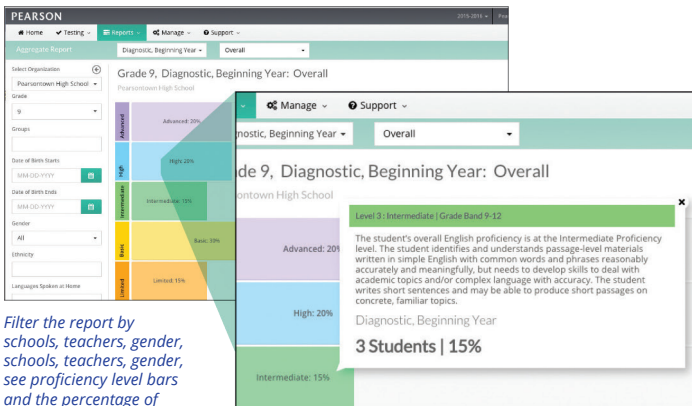 PEARSON
2015-2016
Home Testing Reports Manage Support
Aggregate Report
Diagnostic, Beginning Year
Overall
Select Organization
Pearsontown High School
Grade
9
Groups
Date of Birth Starts
MM-DD-YYYY
Date of Birth Ends
MM-DD-YYYY
Gender
All
Ethnicity
Languages Spoken at Home
Grade 9, Diagnostic, Beginning Year: Overall
Pearsontown High School
Advanced
Advanced: 20%
High
High: 20%
Intermediate
Intermediate: 15%
Basic
Limited
Limited: 15%
Manage Support
nostic, Beginning Year
Overall
de 9, Diagnostic, Beginning Year: Overall
ontown High School
Advanced: 20%
High: 20%
Intermediate: 15%
Level 3 : Intermediate | Grade Band 9-12
The student's overall English proficiency is at the Intermediate Proficiency
level. The student identifies and understands passage-level materials
written in simple English with common words and phrases reasonably
accurately and meaningfully, but needs to develop skills to deal with
academic topics and/or complex language with accuracy. The student
writes short sentences and may be able to produce short passages on
concrete, familiar topics.
Diagnostic, Beginning Year
3 Students | 15%
Filter the report by
schools, teachers, gender,
schools, teachers, gender,
see proficiency level bars
and the percentage of